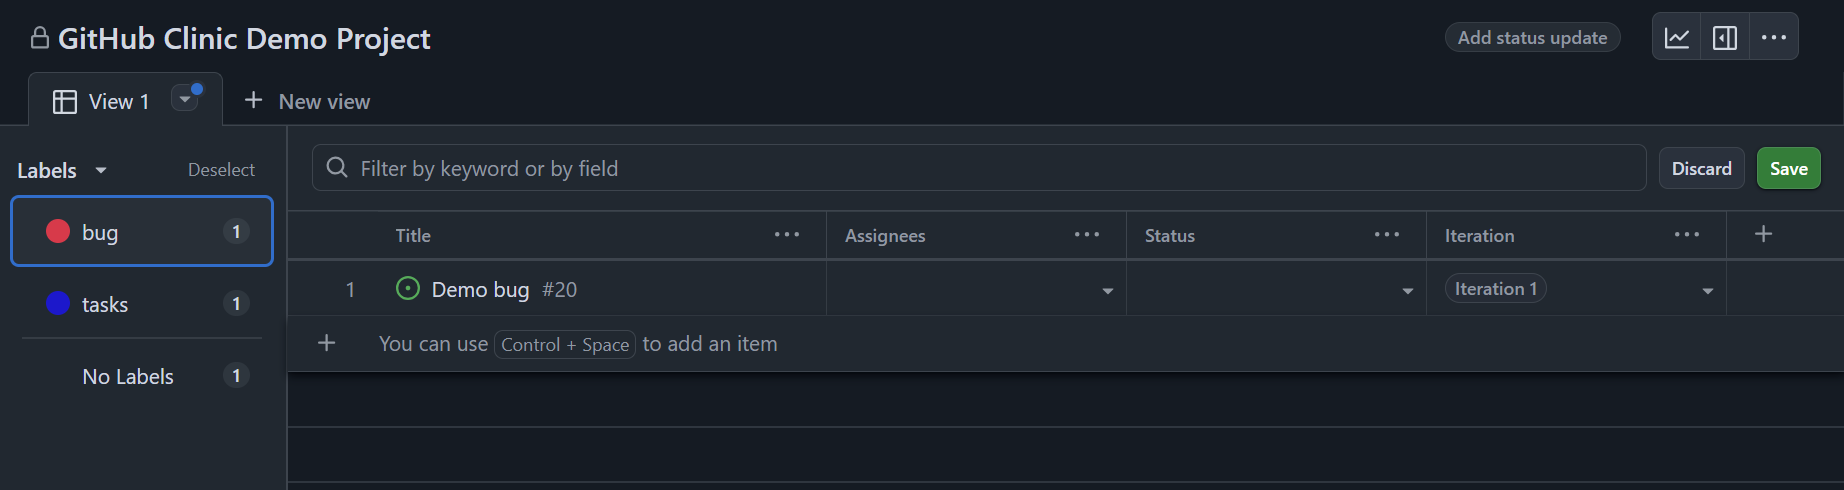 GitHub Clinic Demo Project
Add status update
View 1
New view
Labels
Deselect
bug 1
tasks 1
No Labels 1
Filter by keyword or by field
Discard
Save
Title Assignees Status Iteration
1 Demo bug #20 Iteration 1
You can use Control + Space to add an item